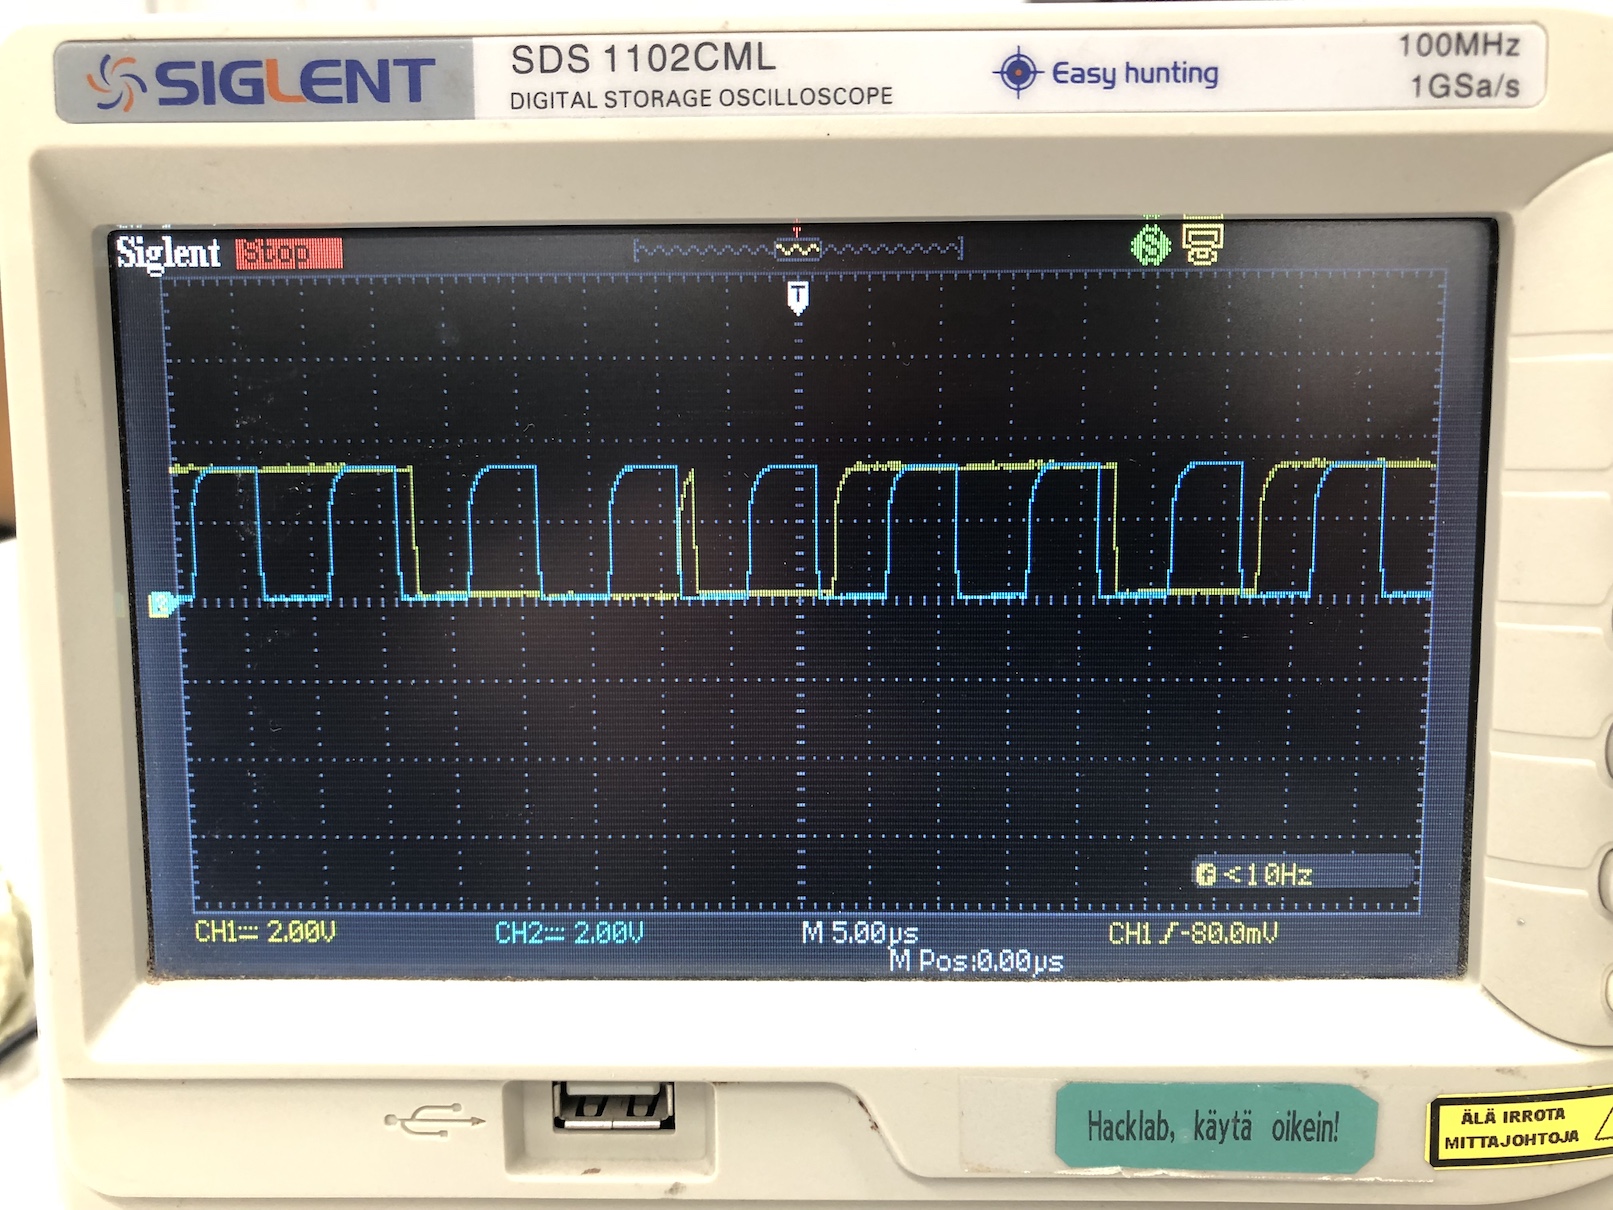 SIGLENT
SDS 1102CML
DIGITAL STORAGE OSCILLOSCOPE
Easy hunting
100MHz
1GSa/s
Siglent Stop
T
T
2
f <10Hz
CH1 2.00V CH2 2.00V M 5.00µs CH1 -80.0mV
M Pos:0.00µs
Hacklab, käytä oikein!
ÄLÄ IRROTA
MITTAJOHTOJA